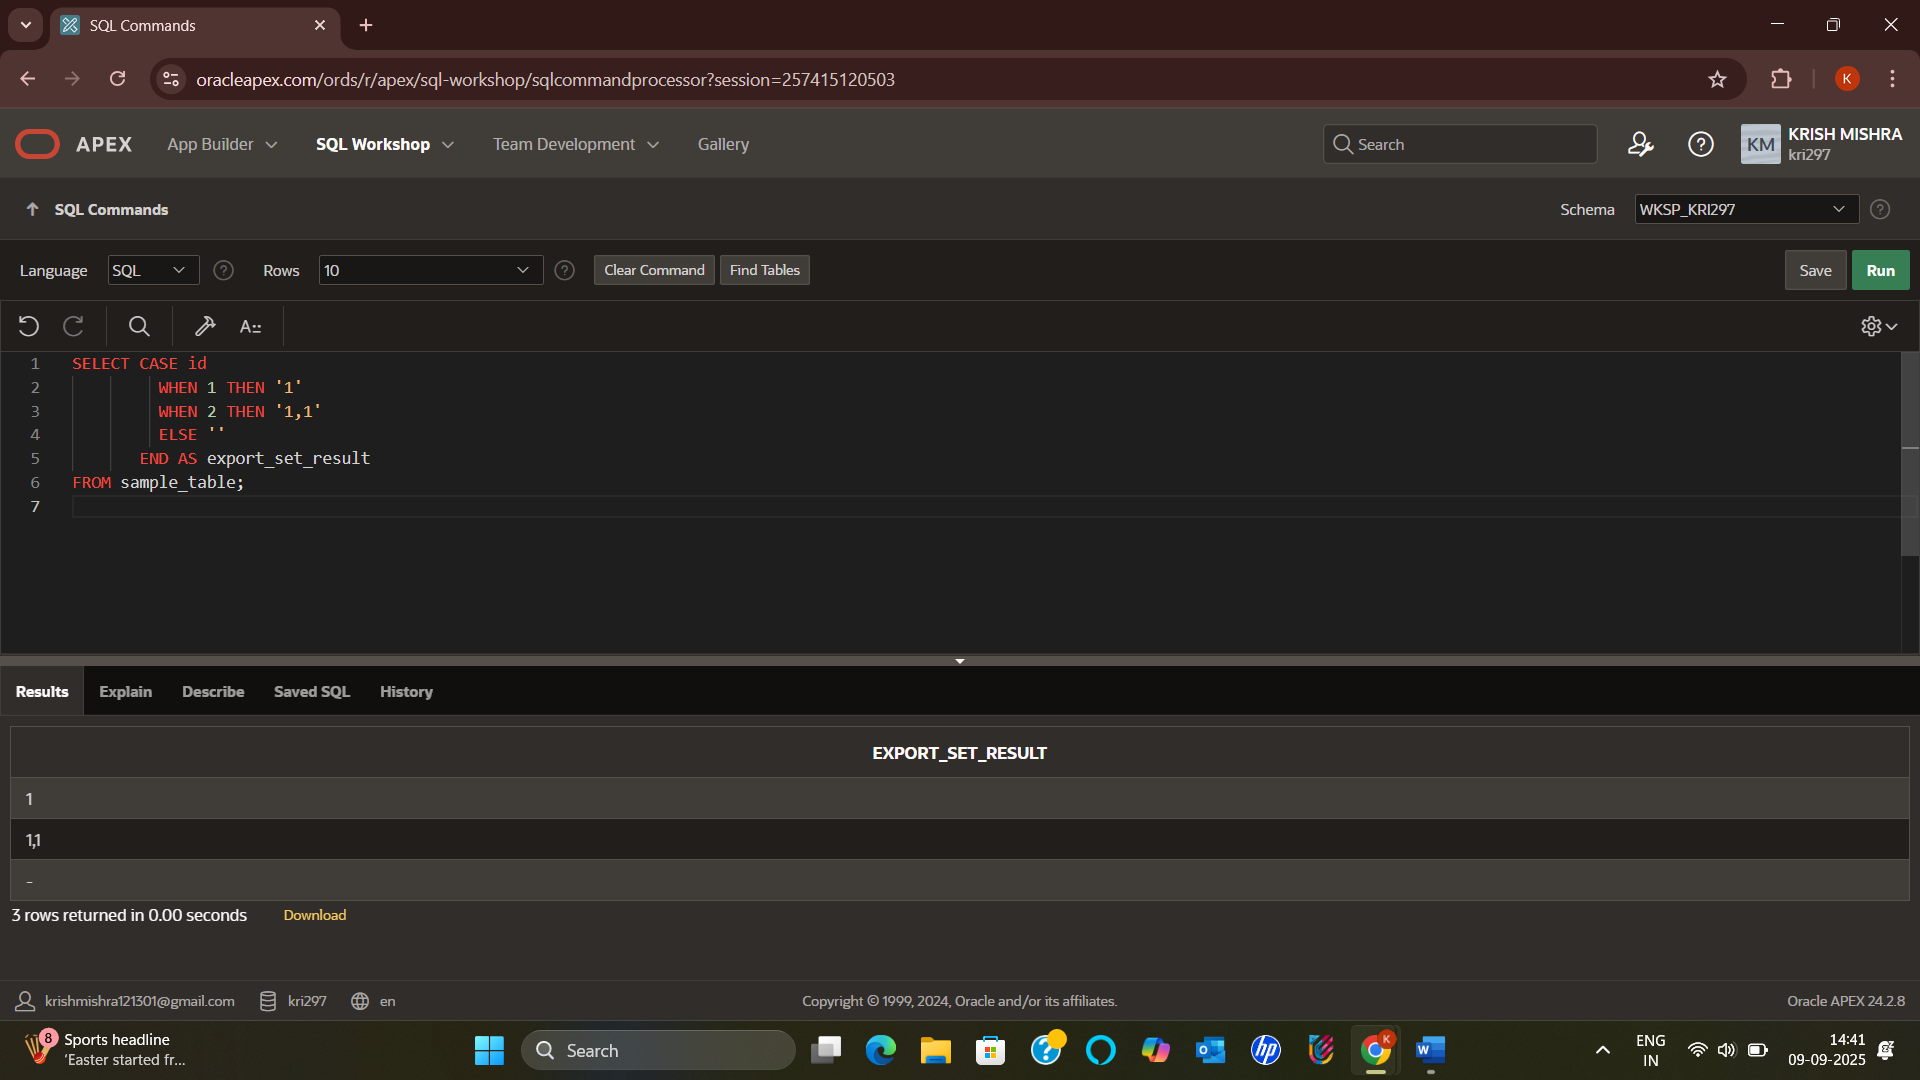 SQL Commands
oracleapex.com/ords/r/apex/sql-workshop/sqlcommandprocessor?session=257415120503
K
APEX App Builder SQL Workshop Team Development Gallery Search KM KRISH MISHRA
kri297
SQL Commands Schema WKSP_KRI297
Language SQL Rows 10 Clear Command Find Tables Save Run
1 SELECT CASE id
2 WHEN 1 THEN '1'
3 WHEN 2 THEN '1,1'
4 ELSE ''
5 END AS export_set_result
6 FROM sample_table;
7
Results Explain Describe Saved SQL History
EXPORT_SET_RESULT
1
1,1
-
3 rows returned in 0.00 seconds Download
krishmishra121301@gmail.com kri297 en Copyright © 1999, 2024, Oracle and/or its affiliates. Oracle APEX 24.2.8
8 Sports headline
'Easter started fr...
Search
hp
K
W
ENG
IN
14:41
09-09-2025